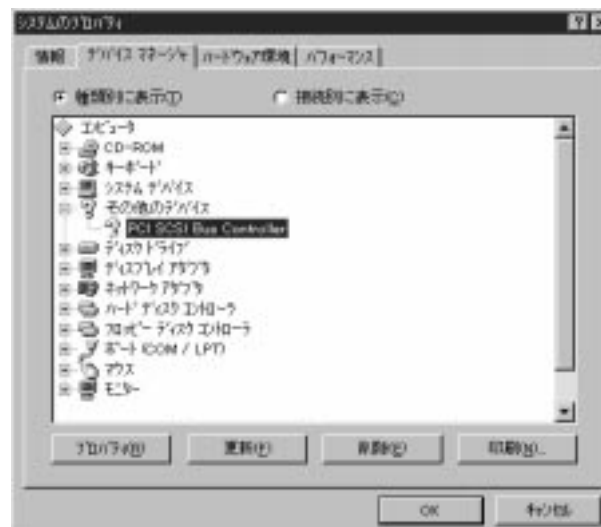 システムのプロパティ
情報
デバイス マネージャ
ハードウェア環境
パフォーマンス
種類別に表示(T)
接続別に表示(C)
コンピュータ
CD-ROM
キーボード
システム デバイス
その他のデバイス
PCI SCSI Bus Controller
ディスク ドライブ
ディスプレイ アダプタ
ネットワーク アダプタ
ハード ディスク コントローラ
フロッピー ディスク コントローラ
ポート (COM / LPT)
マウス
モニター
プロパティ(R)
更新(F)
削除(E)
印刷(N)...
OK
キャンセル